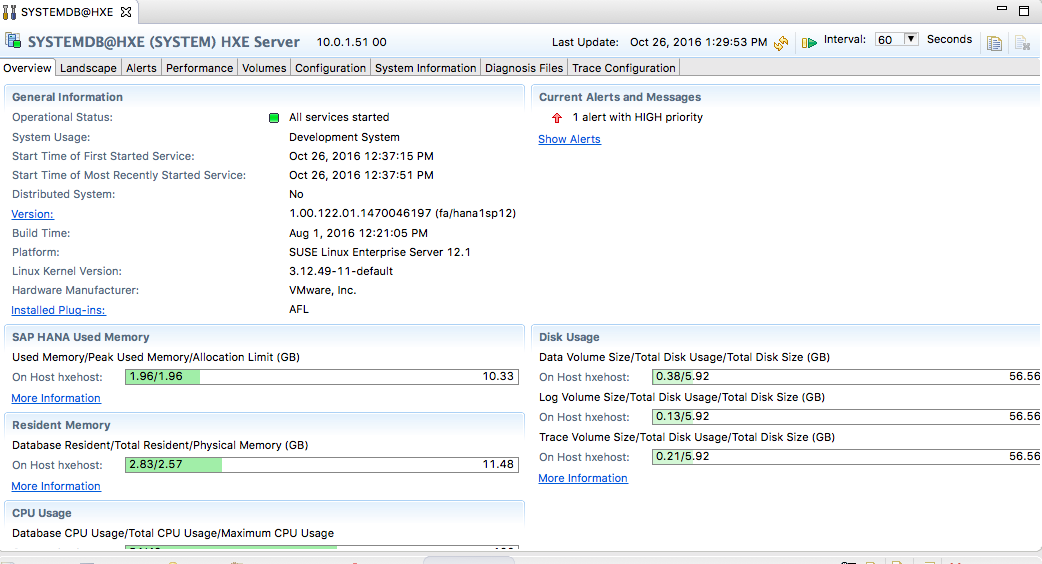 SYSTEMDB@HXE
SYSTEMDB@HXE (SYSTEM) HXE Server 10.0.1.51 00 Last Update: Oct 26, 2016 1:29:53 PM Interval: 60 Seconds
Overview Landscape Alerts Performance Volumes Configuration System Information Diagnosis Files Trace Configuration
General Information
Operational Status: All services started
System Usage: Development System
Start Time of First Started Service: Oct 26, 2016 12:37:15 PM
Start Time of Most Recently Started Service: Oct 26, 2016 12:37:51 PM
Distributed System: No
Version: 1.00.122.01.1470046197 (fa/hana1sp12)
Build Time: Aug 1, 2016 12:21:05 PM
Platform: SUSE Linux Enterprise Server 12.1
Linux Kernel Version: 3.12.49-11-default
Hardware Manufacturer: VMware, Inc.
Installed Plug-ins: AFL
Current Alerts and Messages
1 alert with HIGH priority
Show Alerts
SAP HANA Used Memory
Used Memory/Peak Used Memory/Allocation Limit (GB)
On Host hxehost: 1.96/1.96 10.33
More Information
Resident Memory
Database Resident/Total Resident/Physical Memory (GB)
On Host hxehost: 2.83/2.57 11.48
More Information
CPU Usage
Database CPU Usage/Total CPU Usage/Maximum CPU Usage
Disk Usage
Data Volume Size/Total Disk Usage/Total Disk Size (GB)
On Host hxehost: 0.38/5.92 56.56
Log Volume Size/Total Disk Usage/Total Disk Size (GB)
On Host hxehost: 0.13/5.92 56.56
Trace Volume Size/Total Disk Usage/Total Disk Size (GB)
On Host hxehost: 0.21/5.92 56.56
More Information